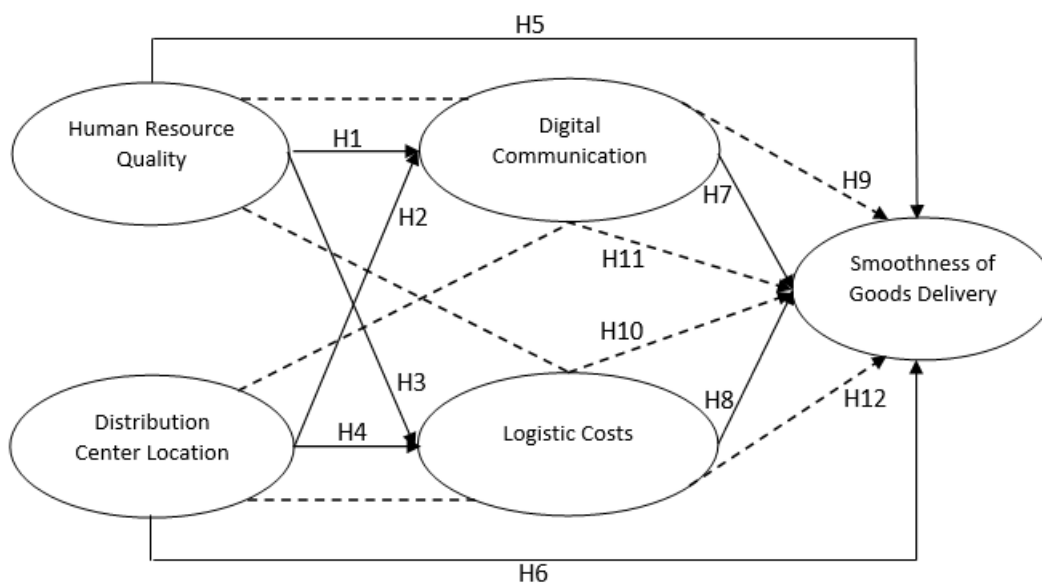 H5
Human Resource
Quality
H1
Digital
Communication
H9
H7
H2
H11
Smoothness of
Goods Delivery
H10
H3
H8
H12
Distribution
Center Location
H4
Logistic Costs
H6